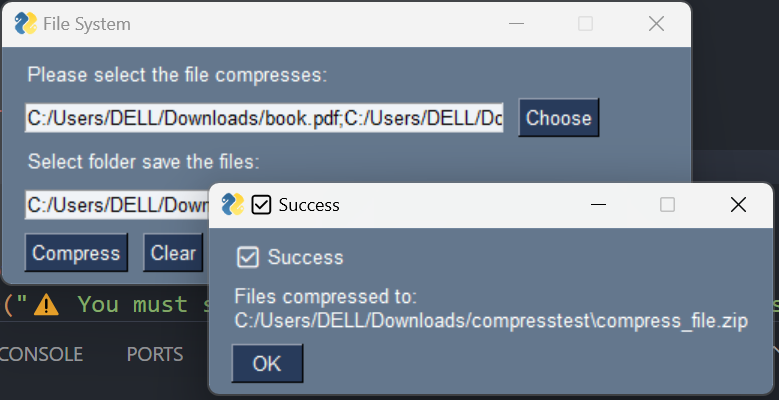 File System
Please select the file compresses:
C:/Users/DELL/Downloads/book.pdf;C:/Users/DELL/Do
Choose
Select folder save the files:
C:/Users/DELL/Down
Compress
Clear
Success
Success
Files compressed to:
C:/Users/DELL/Downloads/compresstest\compress_file.zip
OK
("⚠ You must s
CONSOLE
PORTS